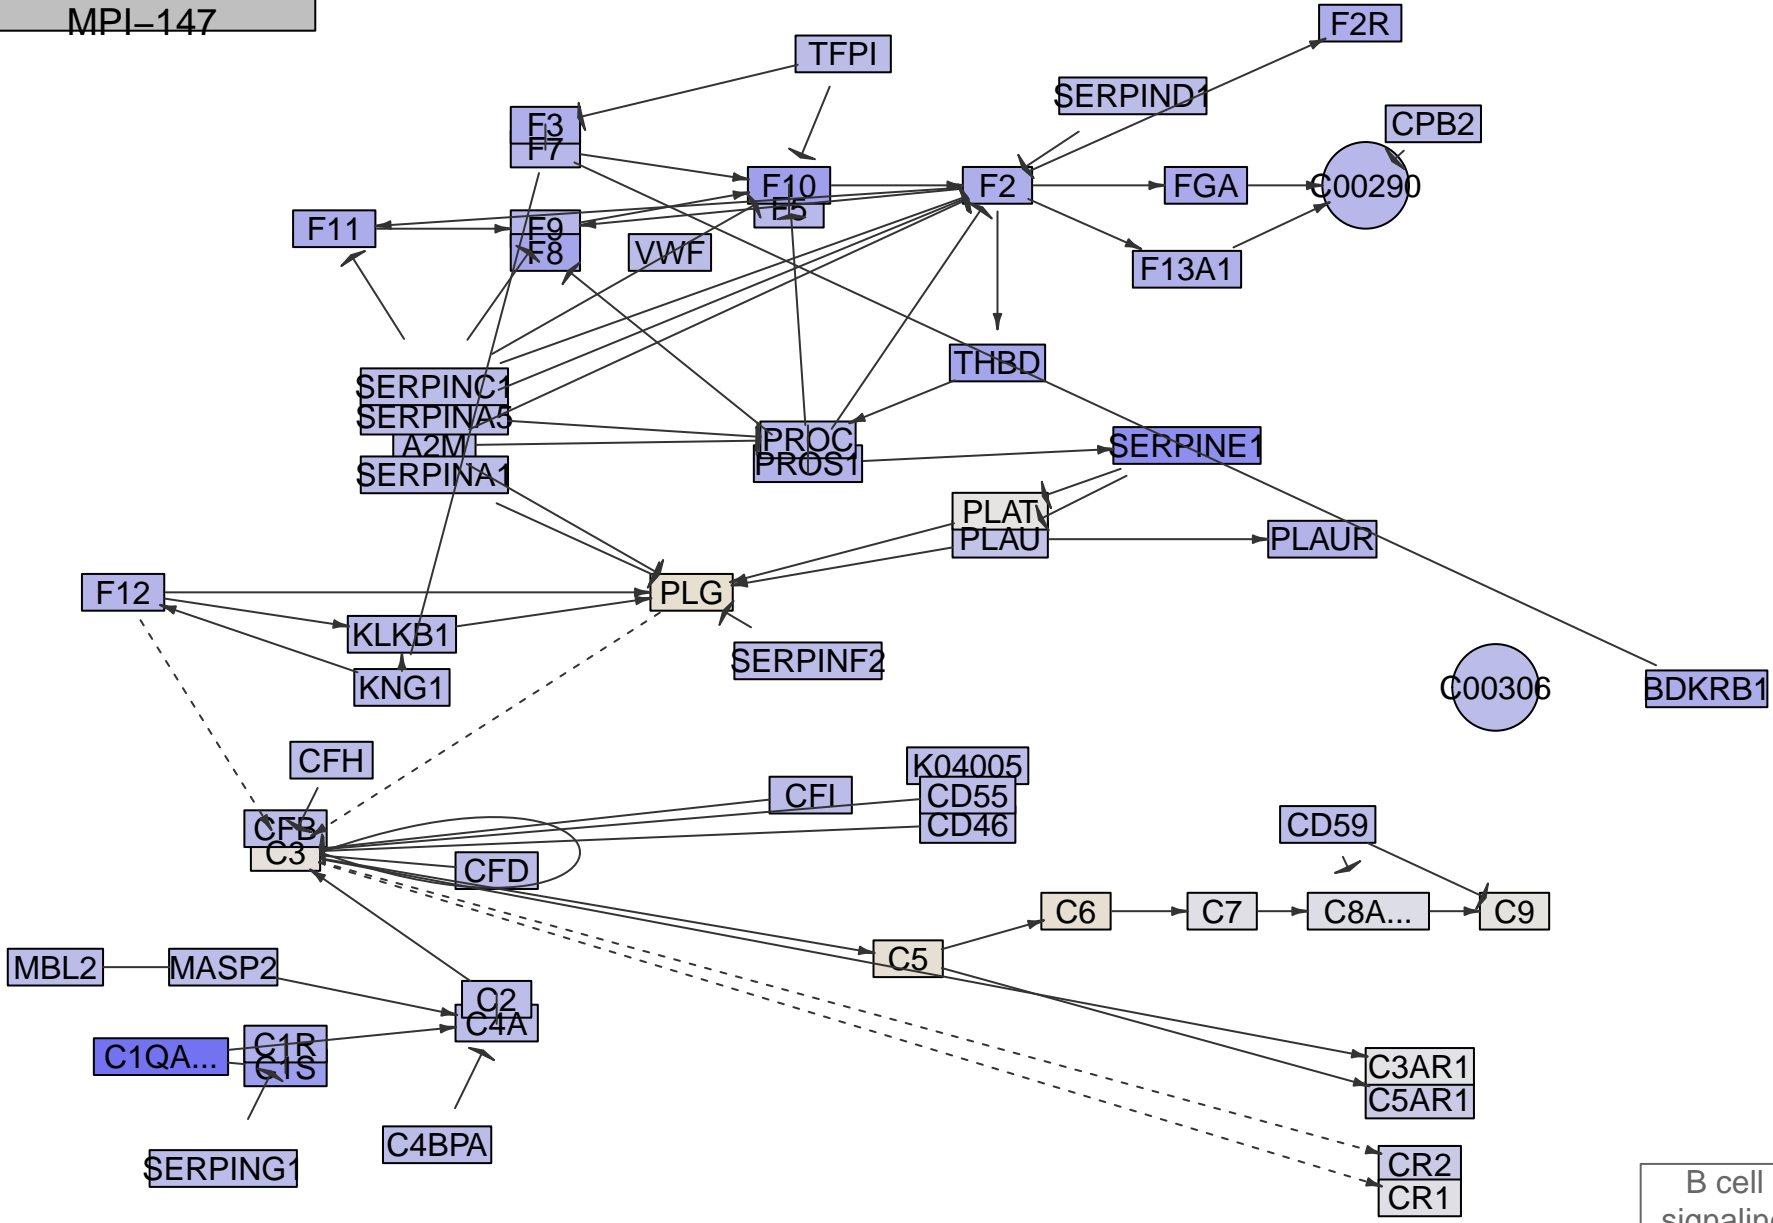 MPI–147
F2R
TFPI
SERPIND1
CPB2
F3
F7
F10
F5
F2
FGA
C00290
F11
F9
F8
VWF
F13A1
THBD
SERPINC1
SERPINA5
A2M
SERPINA1
PROC
PROS1
SERPINE1
PLAT
PLAU
PLAUR
F12
PLG
KLKB1
KNG1
SERPINF2
C00306
BDKRB1
CFH
K04005
CFI
CD55
CD46
CFB
C3
CFD
CD59
C6
C7
C8A...
C9
C5
MBL2
MASP2
C2
C4A
C1QA...
C1R
C1S
C3AR1
C5AR1
C4BPA
SERPING1
CR2
CR1
B cell
signaling